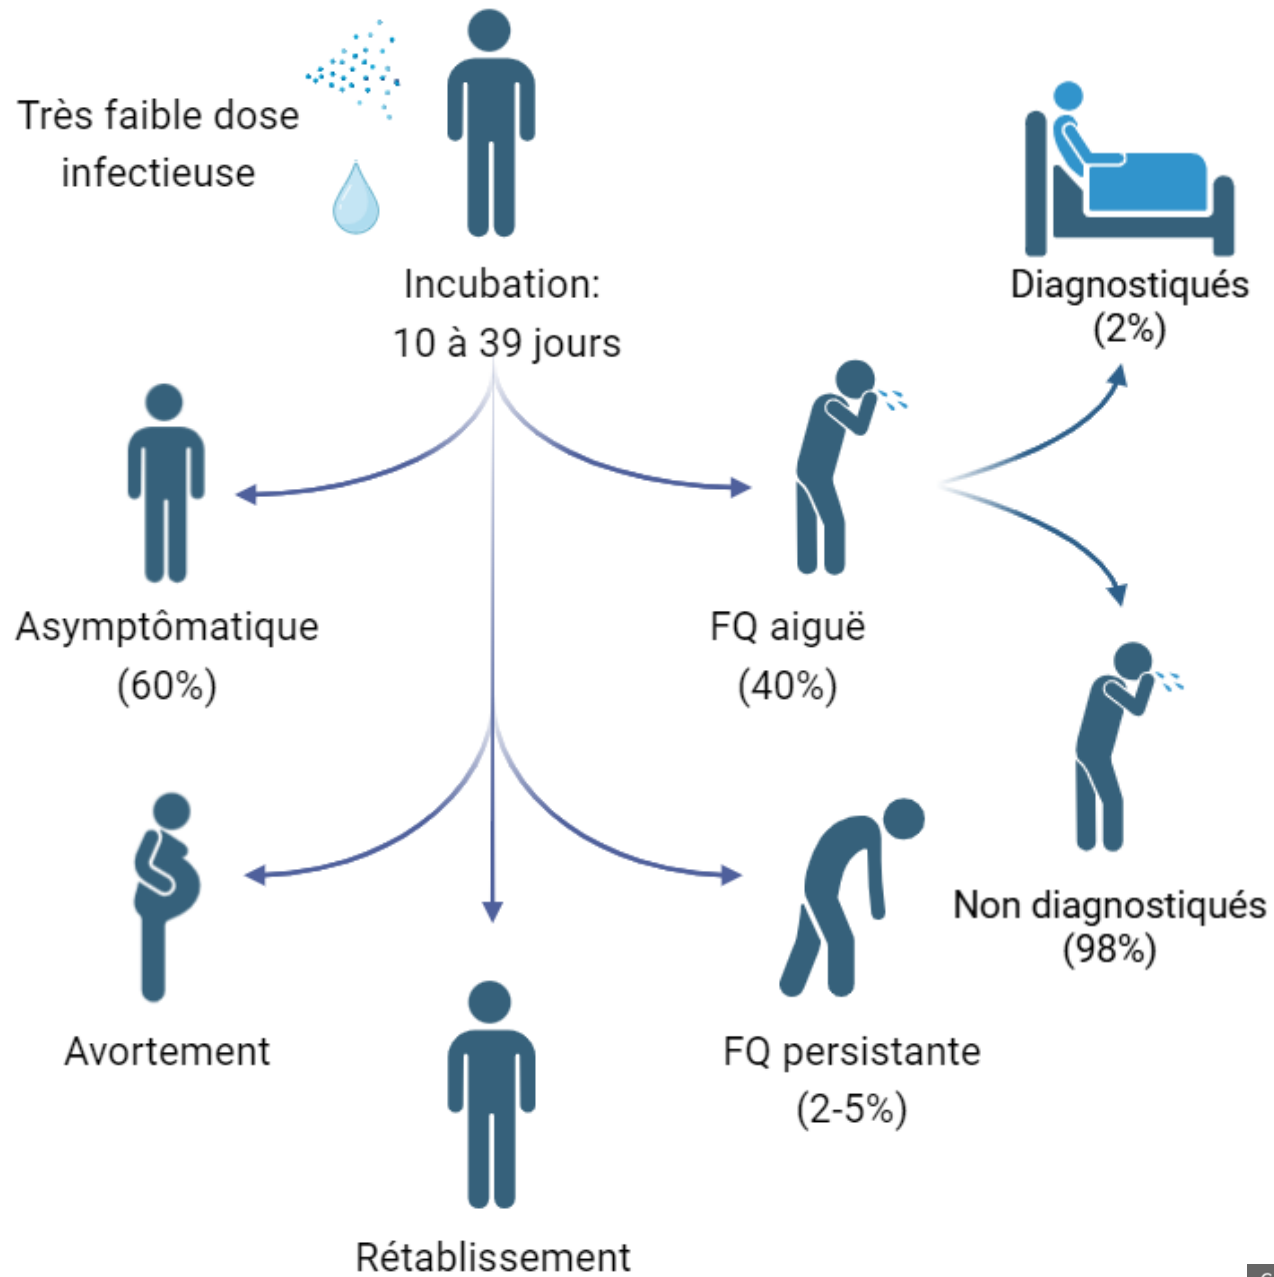 Très faible dose
infectieuse
Incubation:
10 à 39 jours
Diagnostiqués
(2%)
Asymptômatique
(60%)
FQ aiguë
(40%)
Non diagnostiqués
(98%)
Avortement
FQ persistante
(2-5%)
Rétablissement